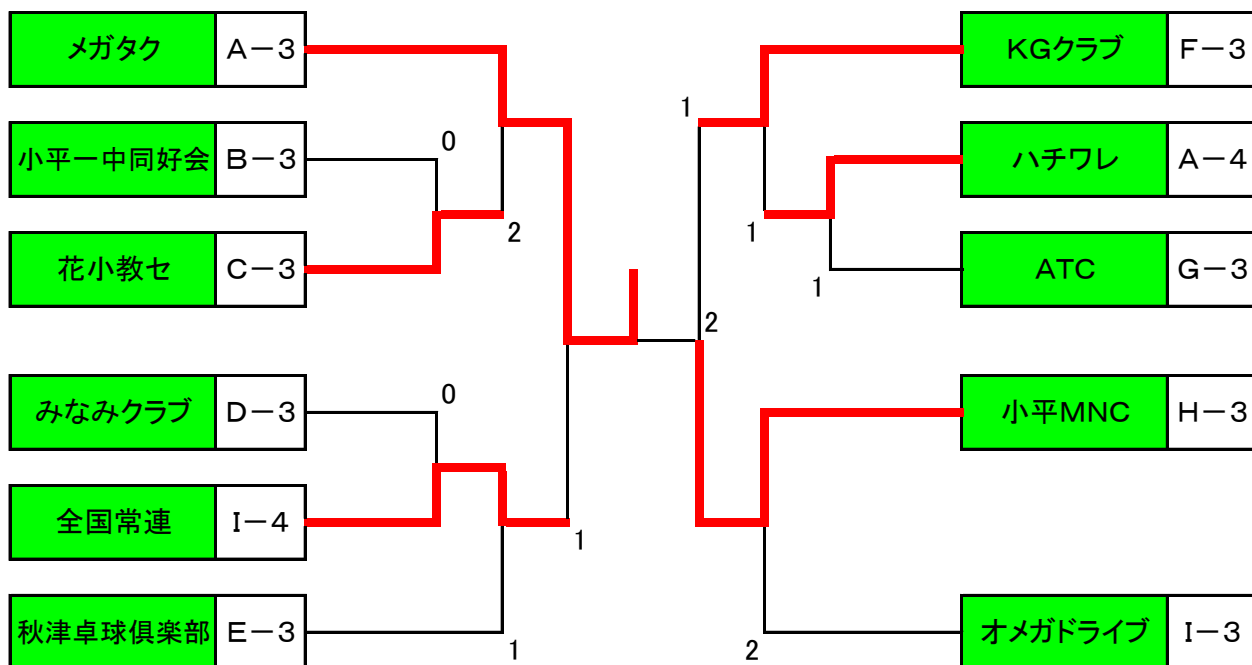 メガタク A－3
小平一中同好会 B－3
花小教セ C－3
みなみクラブ D－3
全国常連 I－4
秋津卓球俱楽部 E－3
0
2
0
1
1
1
2
1
1
2
KGクラブ F－3
ハチワレ A－4
ATC G－3
小平MNC H－3
オメガドライブ I－3